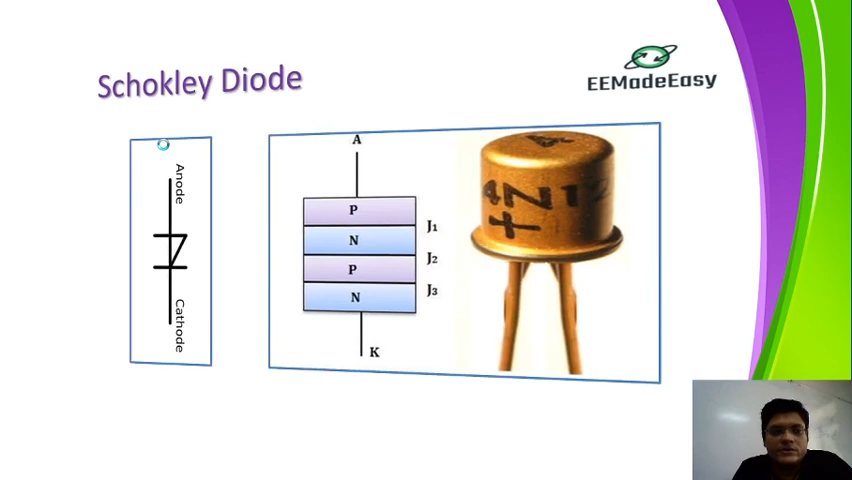 Schokley Diode
EEMadeEasy
Anode
Cathode
A
P
N
P
N
J1
J2
J3
K
4N12
+